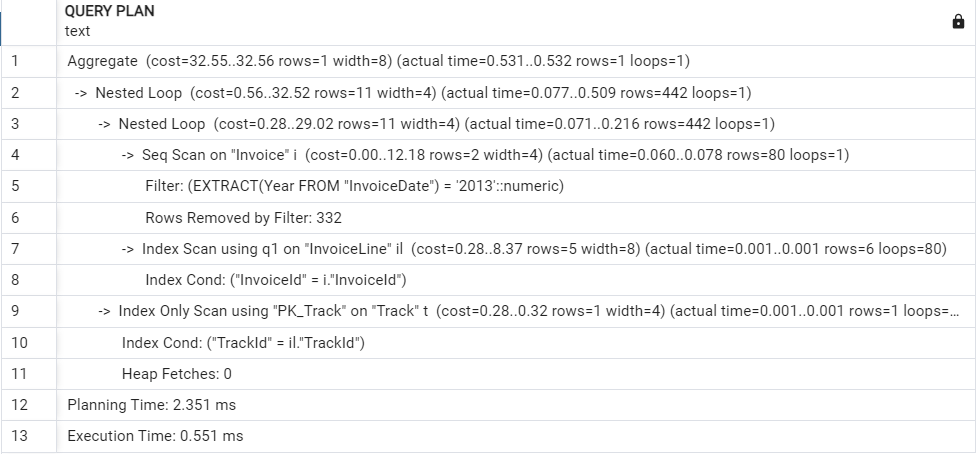 QUERY PLAN
text
1 Aggregate (cost=32.55..32.56 rows=1 width=8) (actual time=0.531..0.532 rows=1 loops=1)
2 -> Nested Loop (cost=0.56..32.52 rows=11 width=4) (actual time=0.077..0.509 rows=442 loops=1)
3 -> Nested Loop (cost=0.28..29.02 rows=11 width=4) (actual time=0.071..0.216 rows=442 loops=1)
4 -> Seq Scan on "Invoice" i (cost=0.00..12.18 rows=2 width=4) (actual time=0.060..0.078 rows=80 loops=1)
5 Filter: (EXTRACT(Year FROM "InvoiceDate") = '2013'::numeric)
6 Rows Removed by Filter: 332
7 -> Index Scan using q1 on "InvoiceLine" il (cost=0.28..8.37 rows=5 width=8) (actual time=0.001..0.001 rows=6 loops=80)
8 Index Cond: ("InvoiceId" = i."InvoiceId")
9 -> Index Only Scan using "PK_Track" on "Track" t (cost=0.28..0.32 rows=1 width=4) (actual time=0.001..0.001 rows=1 loops=...
10 Index Cond: ("TrackId" = il."TrackId")
11 Heap Fetches: 0
12 Planning Time: 2.351 ms
13 Execution Time: 0.551 ms